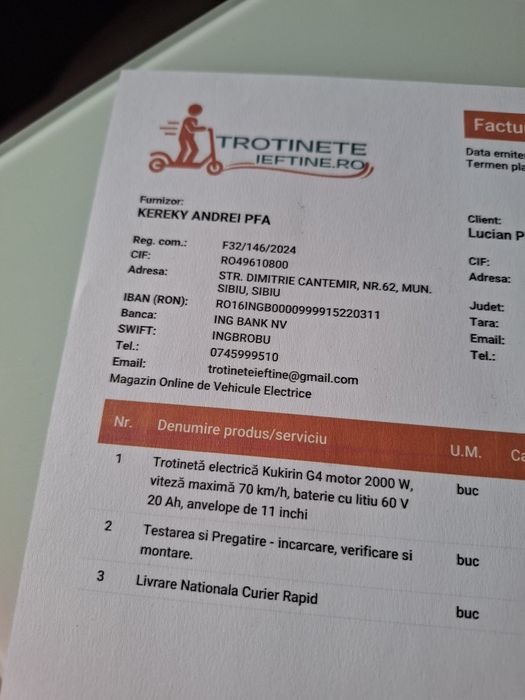 TROTINETE
IEFTINE.RO
Factu
Data emite
Termen pla
Furnizor:
KEREKY ANDREI PFA
Reg. com.: F32/146/2024
CIF: RO49610800
Adresa: STR. DIMITRIE CANTEMIR, NR.62, MUN.
SIBIU, SIBIU
IBAN (RON): RO16INGB0000999915220311
Banca: ING BANK NV
SWIFT: INGBROBU
Tel.: 0745999510
Email: trotineteieftine@gmail.com
Magazin Online de Vehicule Electrice
Client:
Lucian P
CIF:
Adresa:
Judet:
Tara:
Email:
Tel.:
Nr. Denumire produs/serviciu U.M. Ca
1 Trotinetă electrică Kukirin G4 motor 2000 W, buc
viteză maximă 70 km/h, baterie cu litiu 60 V
20 Ah, anvelope de 11 inchi
2 Testarea si Pregatire - incarcare, verificare si buc
montare.
3 Livrare Nationala Curier Rapid buc